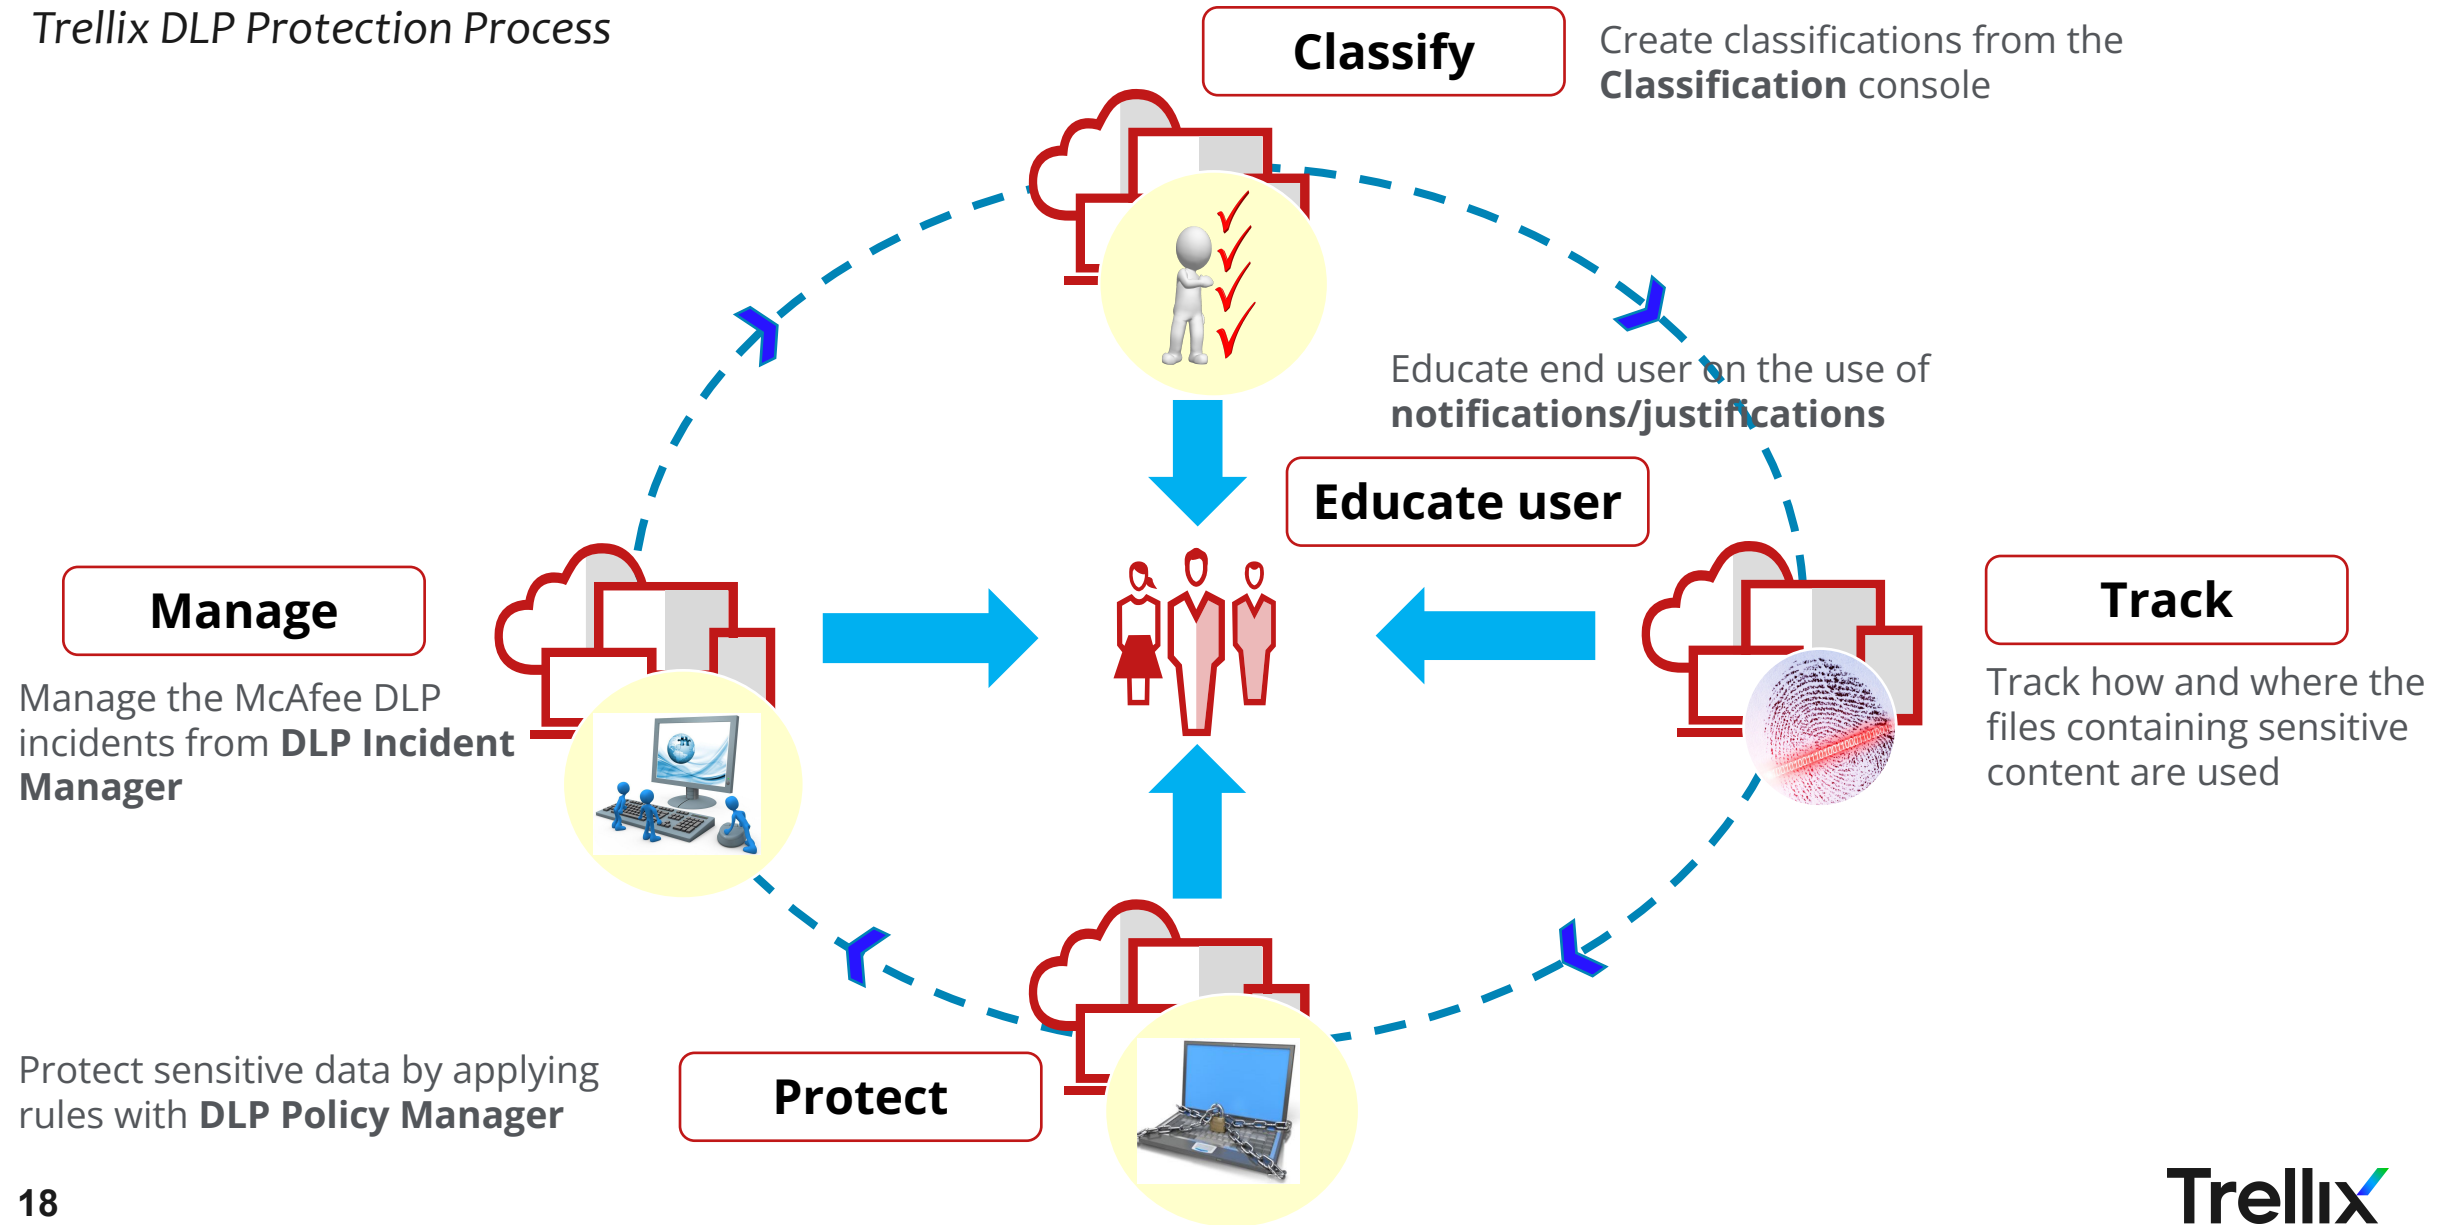 Trellix DLP Protection Process
Classify
Create classifications from the
Classification console
Educate end user on the use of
notifications/justifications
Educate user
Manage
Manage the McAfee DLP
incidents from DLP Incident
Manager
Track
Track how and where the
files containing sensitive
content are used
Protect sensitive data by applying
rules with DLP Policy Manager
Protect
18
Trellix